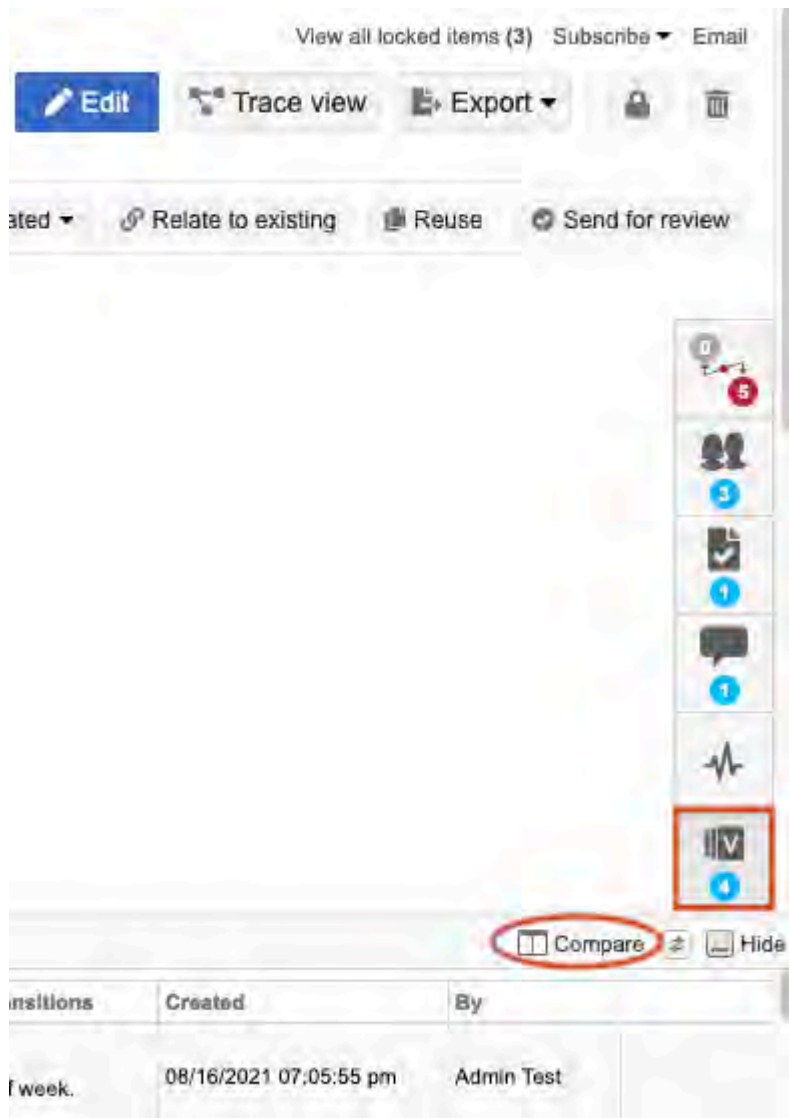 View all locked items (3) Subscribe Email
Edit Trace view Export
ated Relate to existing Reuse Send for review
0
5
3
1
1
V
4
Compare Hide
nsitions Created By
f week. 08/16/2021 07:05:55 pm Admin Test